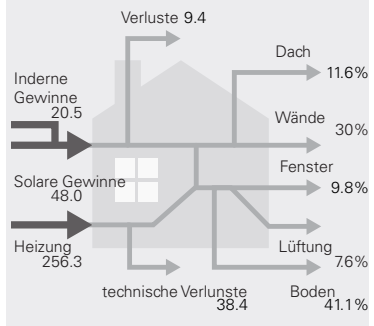 Verluste 9.4
Dach
11.6%
Inderne
Gewinne
20.5
Wände
30%
Fenster
9.8%
Solare Gewinne
48.0
Heizung
256.3
Lüftung
7.6%
technische Verlunste
38.4
Boden
41.1%